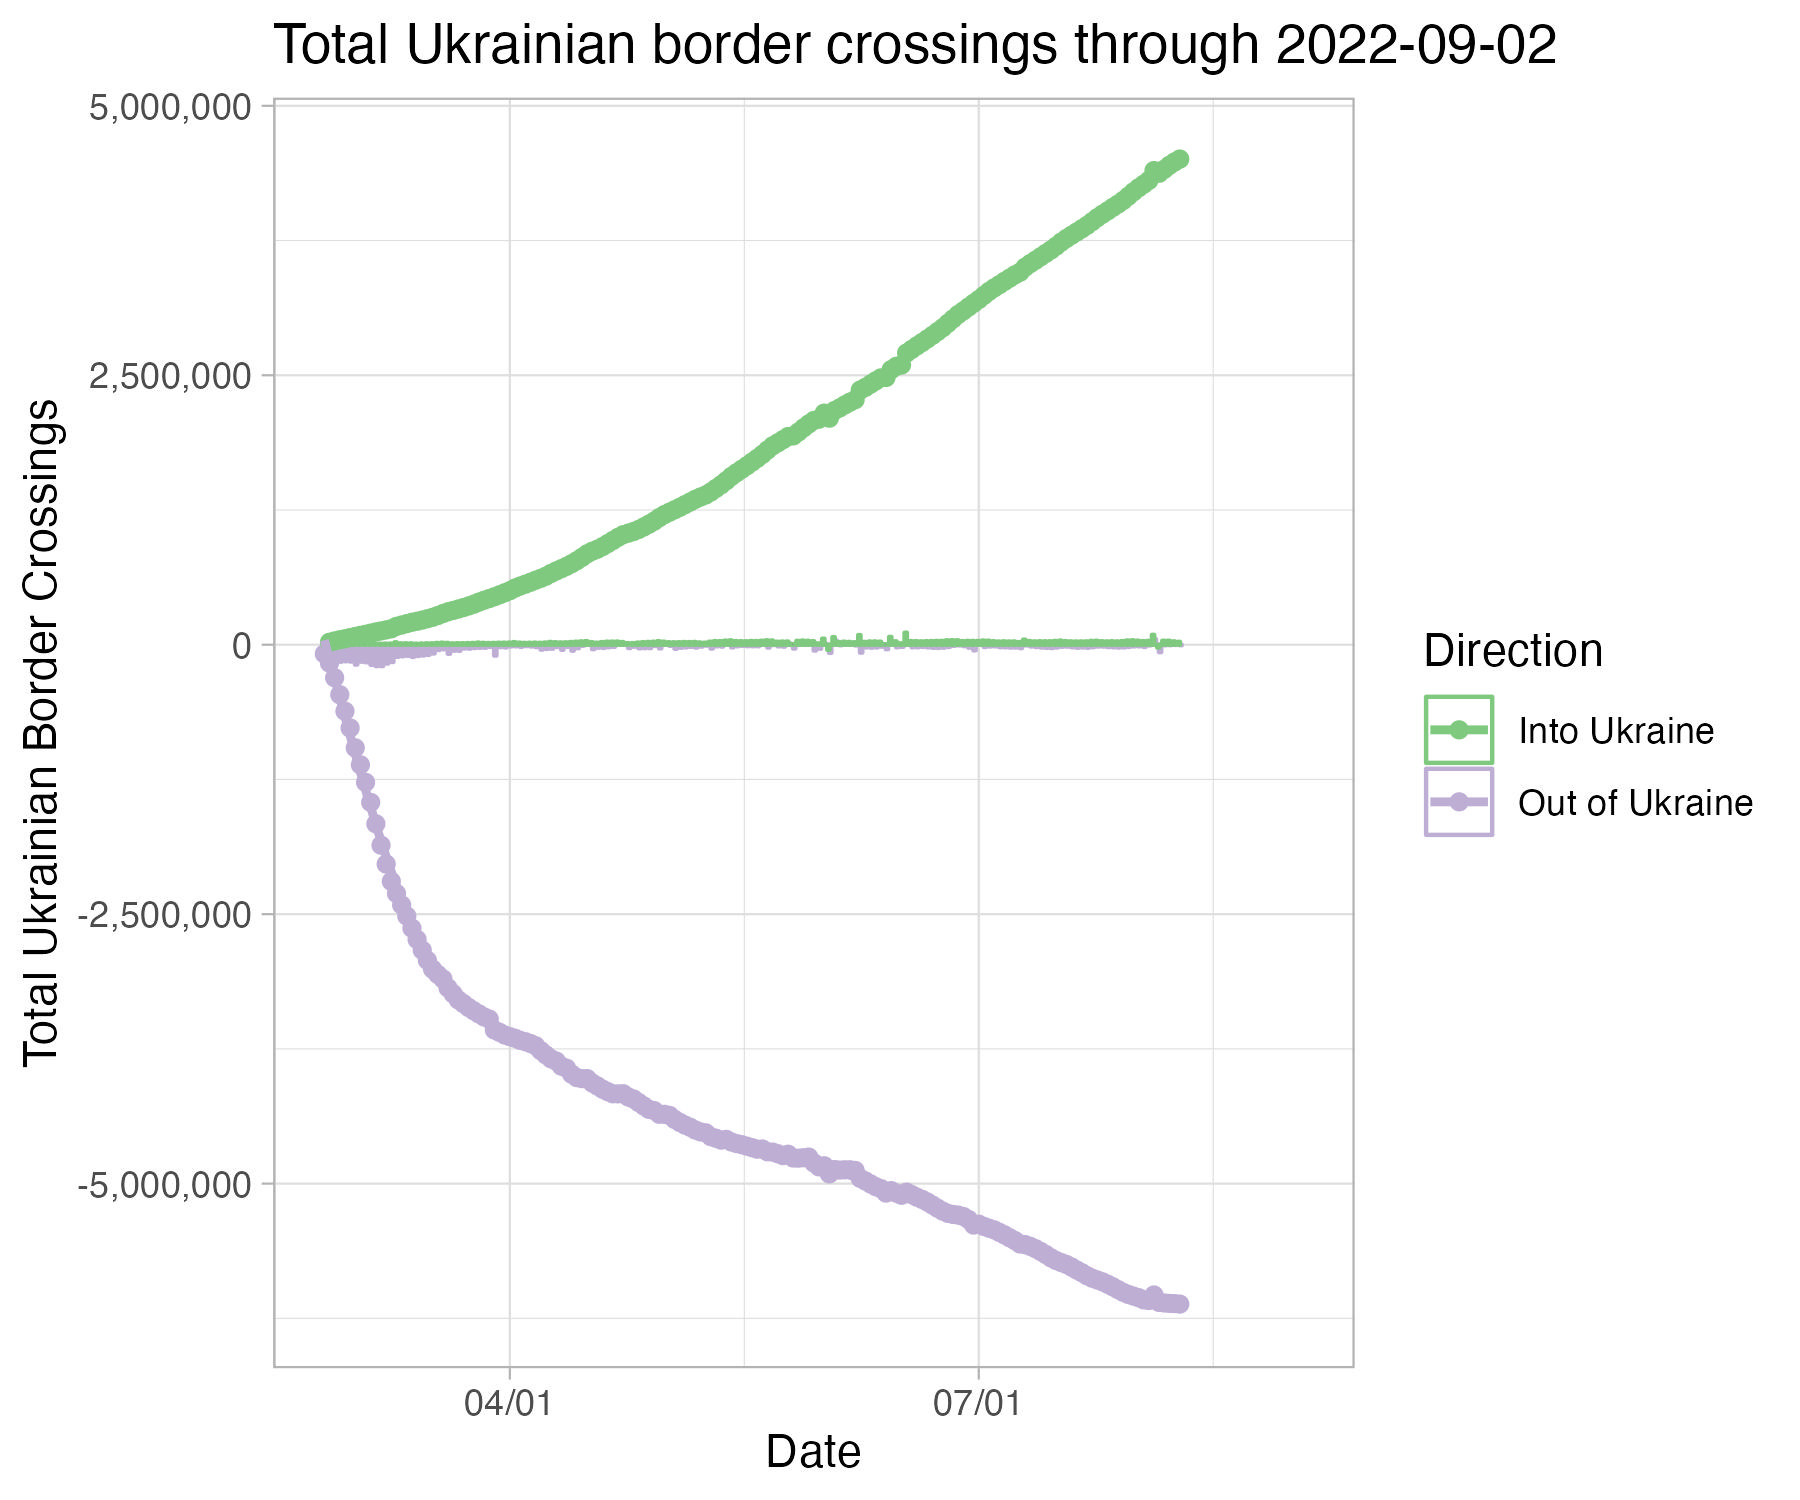 Total Ukrainian border crossings through 2022-09-02
Total Ukrainian Border Crossings
5,000,000
2,500,000
0
-2,500,000
-5,000,000
04/01
07/01
Date
Direction
Into Ukraine
Out of Ukraine